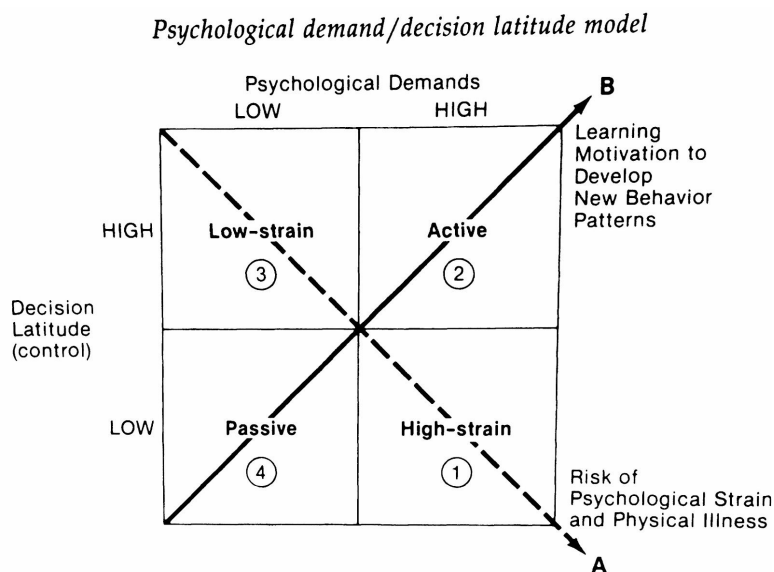 Psychological demand/decision latitude model
Psychological Demands
LOW HIGH
B
Learning
Motivation to
Develop
New Behavior
Patterns
HIGH
Low-strain
Active
3
2
Decision
Latitude
(control)
LOW
Passive
High-strain
4
1
Risk of
Psychological Strain
and Physical Illness
A